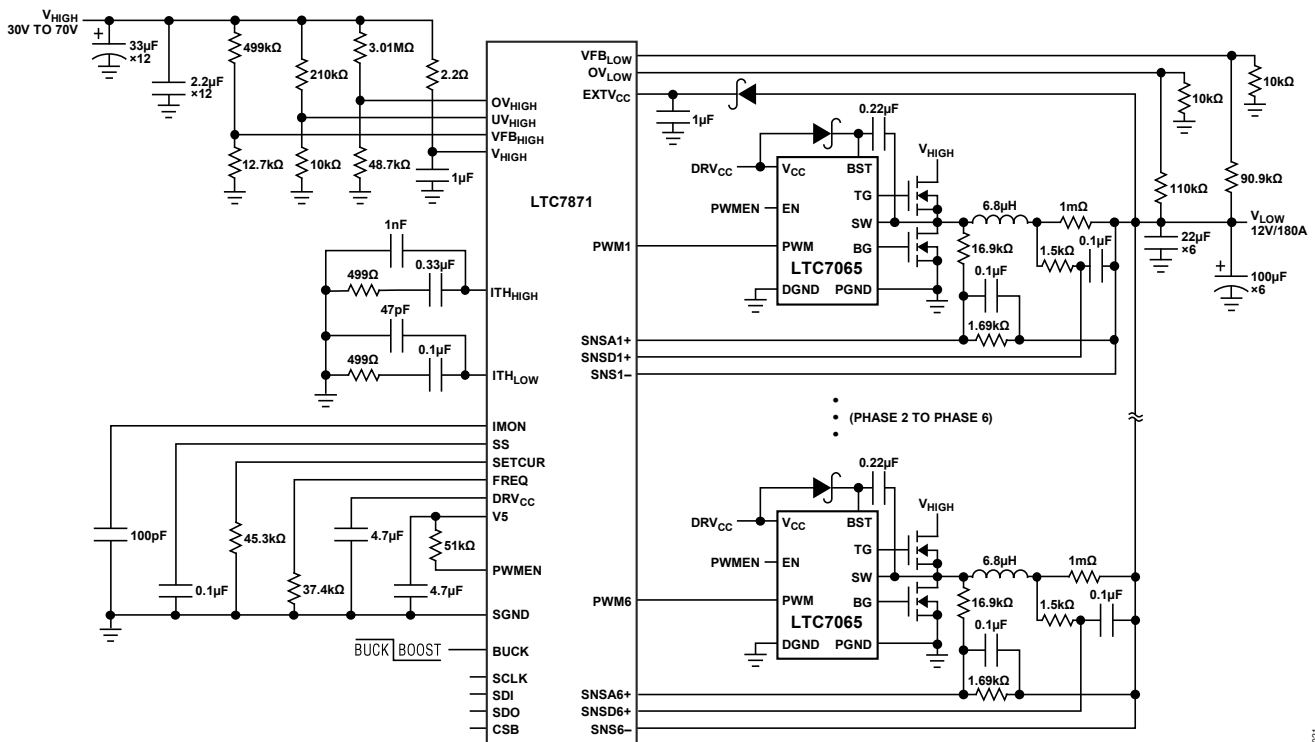 VHIGH
30V TO 70V
33µF
×12
2.2µF
×12
499kΩ
210kΩ
3.01MΩ
2.2Ω
12.7kΩ
10kΩ
48.7kΩ
1µF
OVHIGH
UVHIGH
VFBHIGH
VHIGH
LTC7871
1nF
499Ω
0.33µF
ITHHIGH
47pF
499Ω
0.1µF
ITHLOW
IMON
SS
SETCUR
FREQ
DRVCC
V5
PWMEN
SGND
BUCK
SCLK
SDI
SDO
CSB
100pF
0.1µF
45.3kΩ
37.4kΩ
4.7µF
4.7µF
51kΩ
BUCK BOOST
VFBLOW
OVLOW
EXTVCC
1µF
10kΩ
10kΩ
110kΩ
90.9kΩ
VLOW
12V/180A
22µF
×6
100µF
×6
0.22µF
DRVCC
PWMEN
PWM1
VCC
BST
EN
TG
SW
PWM
BG
LTC7065
DGND
PGND
VHIGH
6.8µH
1mΩ
16.9kΩ
0.1µF
1.69kΩ
1.5kΩ
0.1µF
SNSA1+
SNSD1+
SNS1–
(PHASE 2 TO PHASE 6)
0.22µF
DRVCC
PWMEN
PWM6
VCC
BST
EN
TG
SW
PWM
BG
LTC7065
DGND
PGND
VHIGH
6.8µH
1mΩ
16.9kΩ
0.1µF
1.69kΩ
1.5kΩ
0.1µF
SNSA6+
SNSD6+
SNS6–